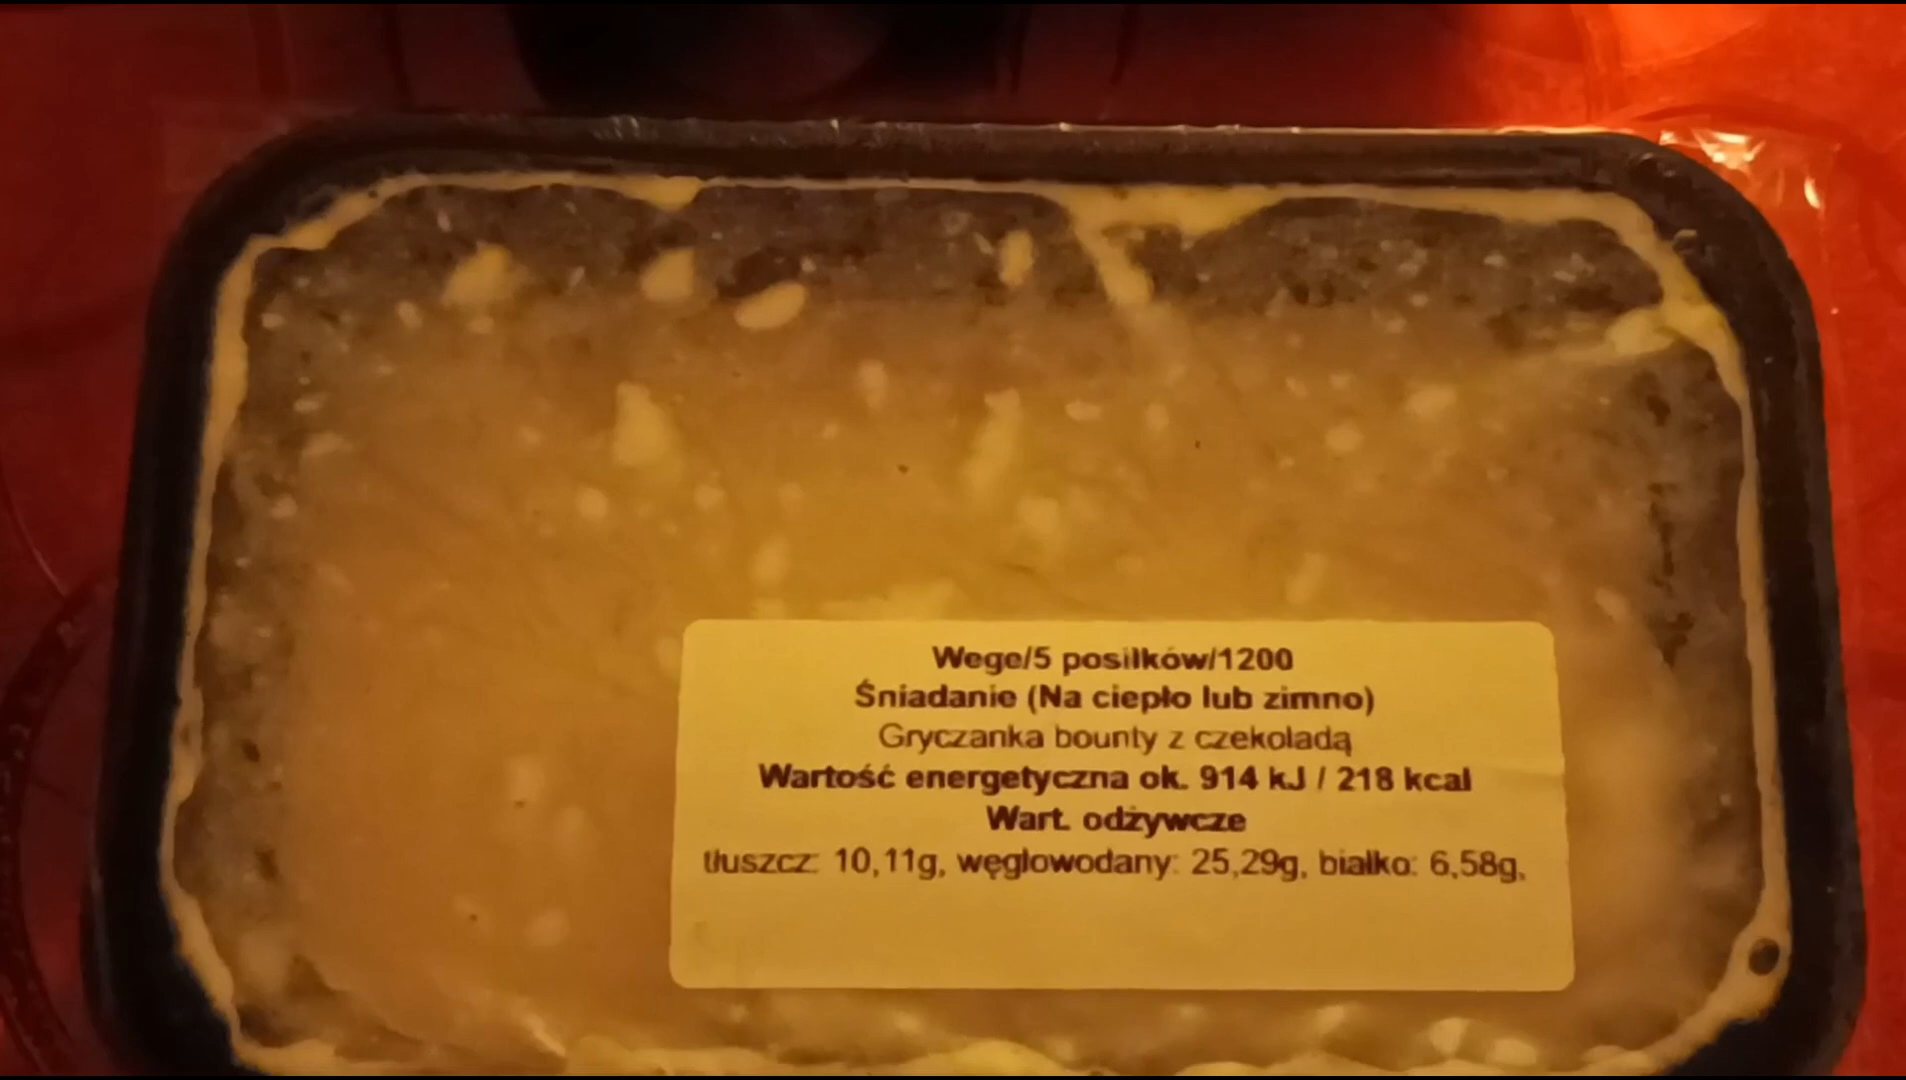 Wege/5 posiłków/1200
Śniadanie (Na ciepło lub zimno)
Gryczanka bounty z czekoladą
Wartość energetyczna ok. 914 kJ / 218 kcal
Wart. odżywcze
tłuszcz: 10,11g, węglowodany: 25,29g, białko: 6,58g,